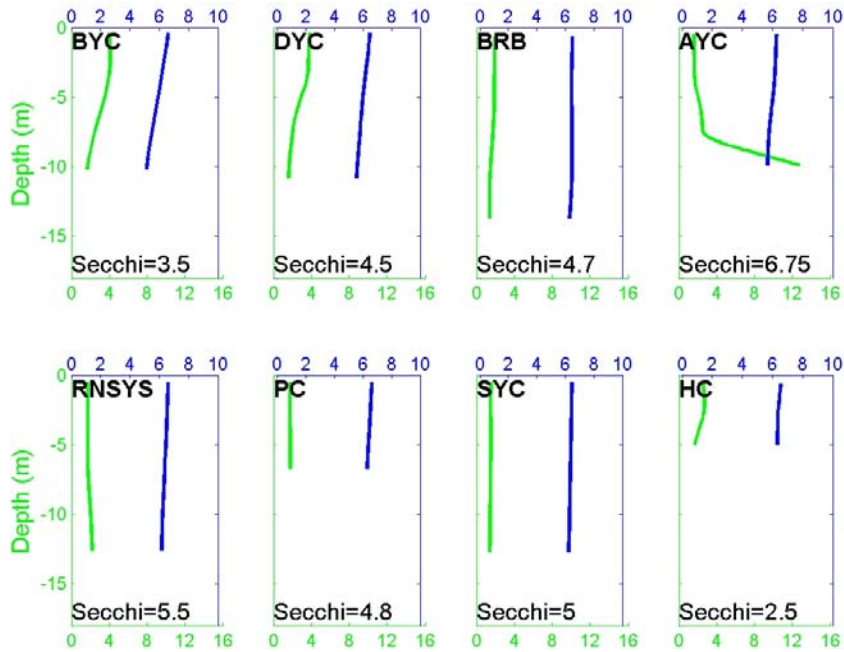 0 2 4 6 8 10 0 2 4 6 8 10 0 2 4 6 8 10 0 2 4 6 8 10
0 BYC DYC BRB AYC
-5
Depth (m)
-10
-15
Secchi=3.5 Secchi=4.5 Secchi=4.7 Secchi=6.75
0 4 8 12 16 0 4 8 12 16 0 4 8 12 16 0 4 8 12 16
0 2 4 6 8 10 0 2 4 6 8 10 0 2 4 6 8 10 0 2 4 6 8 10
0 RNSYS PC SYC HC
-5
Depth (m)
-10
-15
Secchi=5.5 Secchi=4.8 Secchi=5 Secchi=2.5
0 4 8 12 16 0 4 8 12 16 0 4 8 12 16 0 4 8 12 16